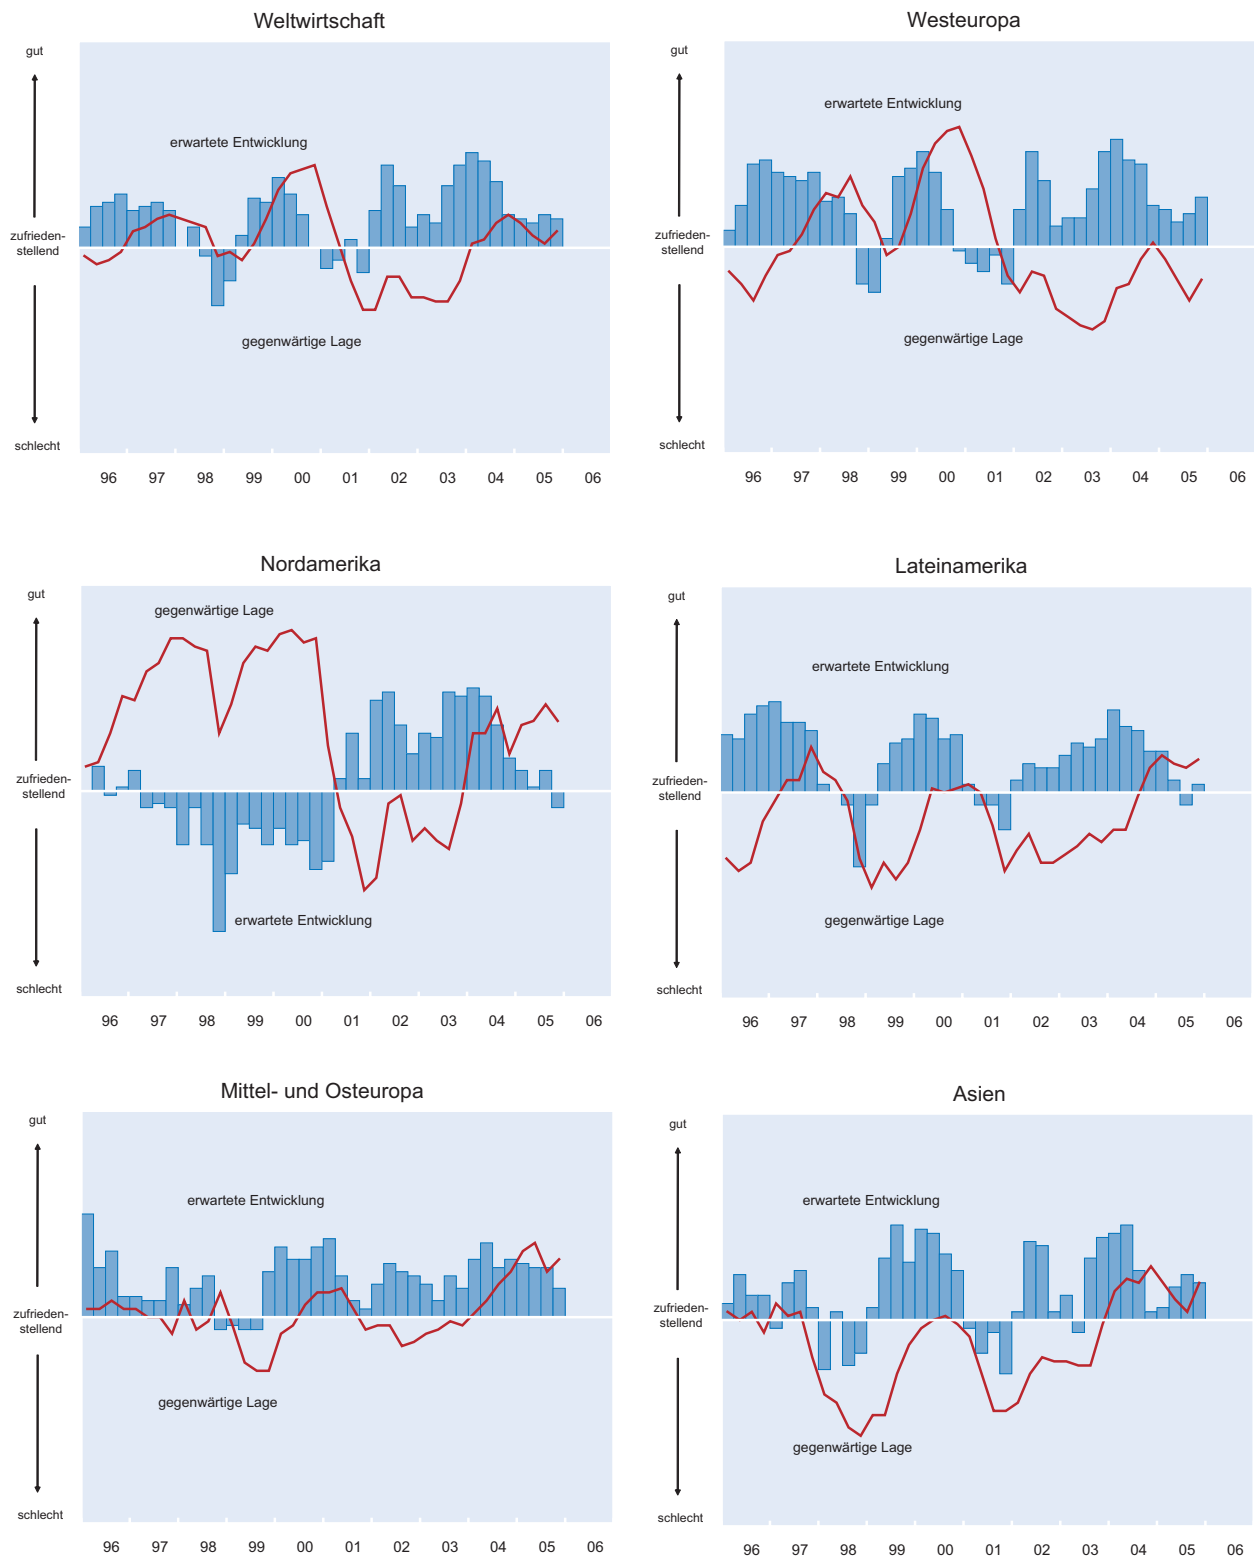 Weltwirtschaft
gut
erwartete Entwicklung
zufrieden-
stellend
gegenwärtige Lage
schlecht
96 97 98 99 00 01 02 03 04 05 06
Westeuropa
gut
erwartete Entwicklung
zufrieden-
stellend
gegenwärtige Lage
schlecht
96 97 98 99 00 01 02 03 04 05 06
Nordamerika
gut
gegenwärtige Lage
zufrieden-
stellend
erwartete Entwicklung
schlecht
96 97 98 99 00 01 02 03 04 05 06
Lateinamerika
gut
erwartete Entwicklung
zufrieden-
stellend
gegenwärtige Lage
schlecht
96 97 98 99 00 01 02 03 04 05 06
Mittel- und Osteuropa
gut
erwartete Entwicklung
zufrieden-
stellend
gegenwärtige Lage
schlecht
96 97 98 99 00 01 02 03 04 05 06
Asien
gut
erwartete Entwicklung
zufrieden-
stellend
gegenwärtige Lage
schlecht
96 97 98 99 00 01 02 03 04 05 06